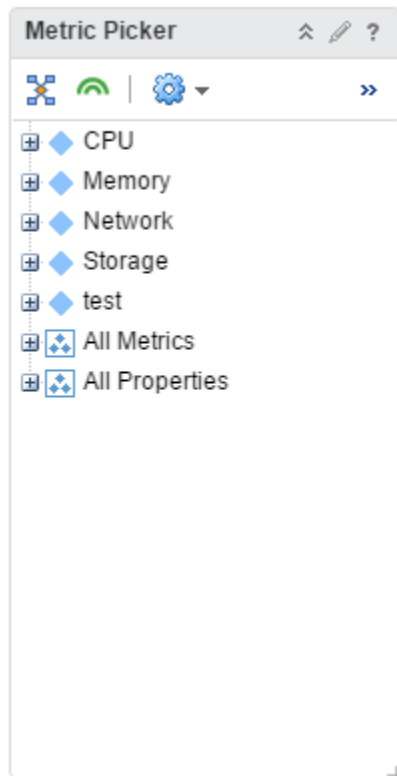 Metric Picker ?
»
CPU
Memory
Network
Storage
test
All Metrics
All Properties